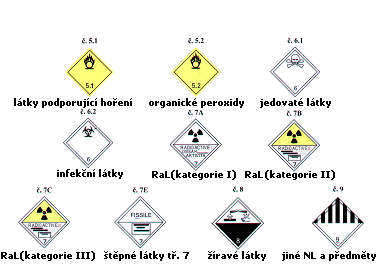 č. 5.1 č. 5.2 č. 6.1
5.1 5.2 6
látky podporující hoření organické peroxidy jedovaté látky
č. 6.2 č. 7A č. 7B
RADIOACTIVE RADIOACTIVE
6 7 7
infekční látky RaL(kategorie I) RaL(kategorie II)
č. 7C č. 7E č. 8 č. 9
RADIOACTIVE FISSILE
7 7 8 9
RaL(kategorie III) štěpné látky tř. 7 žíravé látky jiné NL a předměty